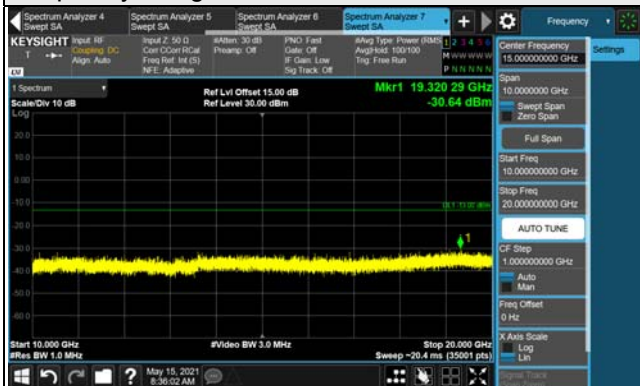 Spectrum Analyzer 4
Swept SA
Spectrum Analyzer 5
Swept SA
Spectrum Analyzer 6
Swept SA
Spectrum Analyzer 7
Swept SA
Frequency
KEYSIGHT
Input: RF
Coupling: DC
Align: Auto
Input Z: 50 Ω
Corr CCorr RCal
Freq Ref: Int (S)
NFE: Adaptive
#Atten: 30 dB
Preamp: Off
PNO: Fast
Gate: Off
IF Gain: Low
Sig Track: Off
#Avg Type: Power (RMS
Avg|Hold: 100/100
Trig: Free Run
1 2 3 4 5 6
M W W W W W
P N N N N N
1 Spectrum
Scale/Div 10 dB
Ref Lvl Offset 15.00 dB
Ref Level 30.00 dBm
Mkr1 19.320 29 GHz
-30.64 dBm
Log
20.0
10.0
0.00
-10.0
DL1 -13.00 dBm
-20.0
1
-30.0
-40.0
-50.0
-60.0
Start 10.000 GHz
#Res BW 1.0 MHz
#Video BW 3.0 MHz
Stop 20.000 GHz
Sweep ~20.4 ms (35001 pts)
May 15, 2021
8:36:02 AM
Center Frequency
15.000000000 GHz
Settings
Span
10.0000000 GHz
Swept Span
Zero Span
Full Span
Start Freq
10.000000000 GHz
Stop Freq
20.000000000 GHz
AUTO TUNE
CF Step
1.000000000 GHz
Auto
Man
Freq Offset
0 Hz
X Axis Scale
Log
Lin
Signal Track